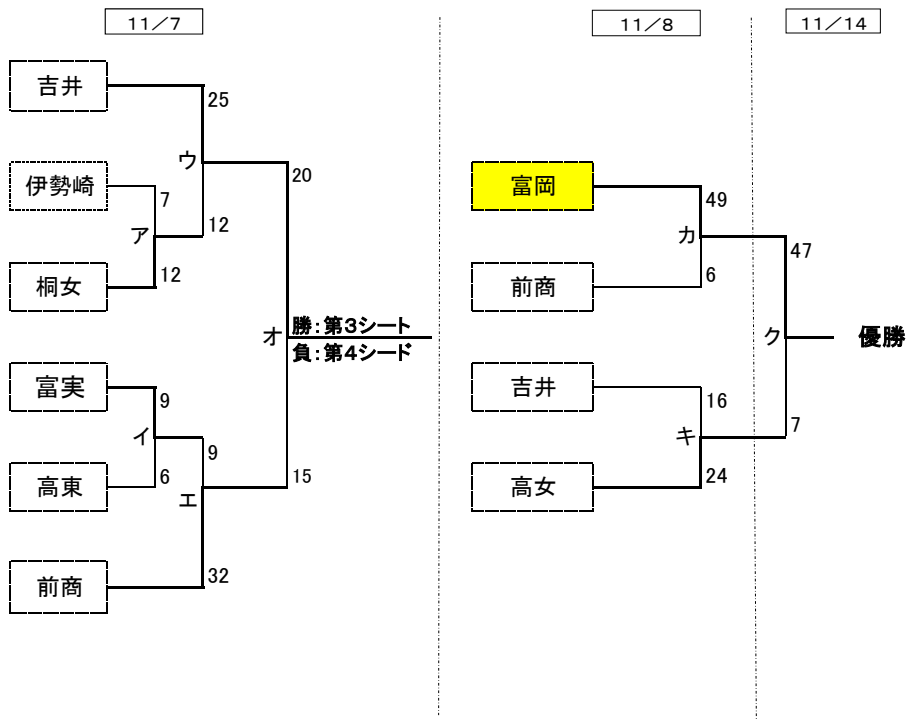 11/7
11/8
11/14
吉井
25
ウ
20
伊勢崎
7
ア
12
桐女
12
オ
勝：第3シート
負：第4シード
富実
9
イ
9
高東
6
エ
15
前商
32
富岡
49
カ
47
前商
6
ク
優勝
吉井
16
キ
7
高女
24